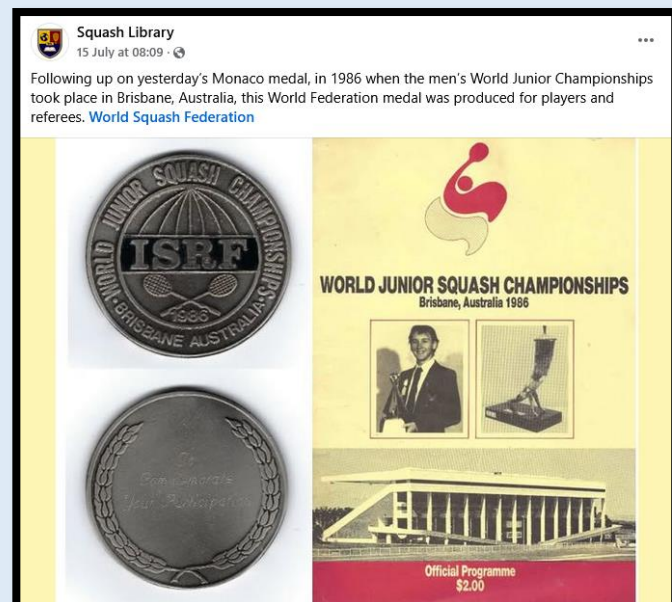 Squash Library
15 July at 08:09
Following up on yesterday's Monaco medal, in 1986 when the men's World Junior Championships
took place in Brisbane, Australia, this World Federation medal was produced for players and
referees. World Squash Federation
WORLD JUNIOR SQUASH CHAMPIONSHIPS
ISRF
1986
BRISBANE AUSTRALIA
To
Commemorate
Your Participation
WORLD JUNIOR SQUASH CHAMPIONSHIPS
Brisbane, Australia 1986
Official Programme
$2.00